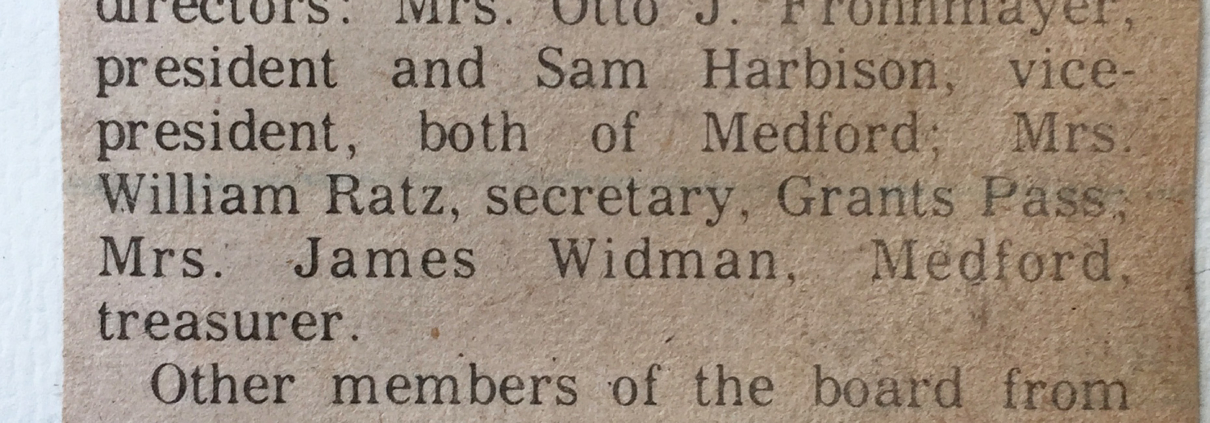 directors: Mrs. Otto J. Frohnmayer,
president and Sam Harbison, vice-
president, both of Medford; Mrs.
William Ratz, secretary, Grants Pass;
Mrs. James Widman, Medford,
treasurer.
Other members of the board from